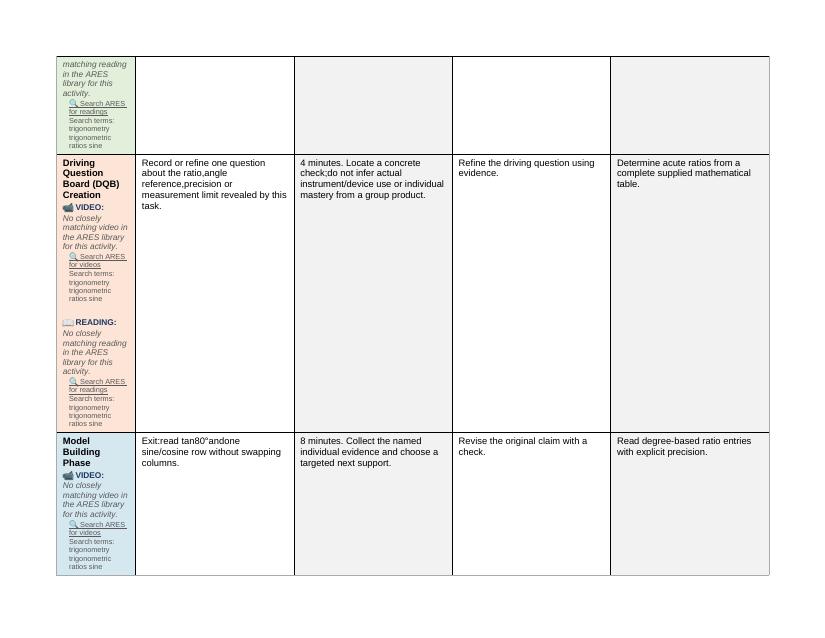 matching reading
in the ARES
library for this
activity.
🔍 Search ARES
for readings
Search terms:
trigonometry
trigonometric
ratios sine
Driving
Question
Board (DQB)
Creation
📹 VIDEO:
No closely
matching video in
the ARES library
for this activity.
🔍 Search ARES
for videos
Search terms:
trigonometry
trigonometric
ratios sine
📖 READING:
No closely
matching reading
in the ARES
library for this
activity.
🔍 Search ARES
for readings
Search terms:
trigonometry
trigonometric
ratios sine
Record or refine one question
about the ratio,angle
reference,precision or
measurement limit revealed by this
task.
4 minutes. Locate a concrete
check;do not infer actual
instrument/device use or individual
mastery from a group product.
Refine the driving question using
evidence.
Determine acute ratios from a
complete supplied mathematical
table.
Model
Building
Phase
📹 VIDEO:
No closely
matching video in
the ARES library
for this activity.
🔍 Search ARES
for videos
Search terms:
trigonometry
trigonometric
ratios sine
Exit:read tan80°andone
sine/cosine row without swapping
columns.
8 minutes. Collect the named
individual evidence and choose a
targeted next support.
Revise the original claim with a
check.
Read degree-based ratio entries
with explicit precision.